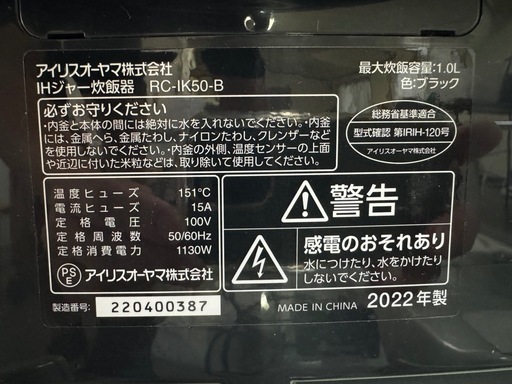 アイリスオーヤマ株式会社
IHジャー炊飯器 RC-IK50-B
最大炊飯容量:1.0L
色:ブラック
必ずお守りください
・内釜と本体の間には絶対に水を入れないでください。・内釜
には、金属へら、金属たわし、ナイロンたわし、クレンザーなど
を使用しないでください。・内釜の外側、温度センサーの上面
や近辺に付いた米粒などは、取り除いて使用してください。
総務省基準適合
型式確認 第IRIH-120号
アイリスオーヤマ株式会社
温度ヒューズ 151℃
電流ヒューズ 15A
定格電圧 100V
定格周波数 50/60Hz
定格消費電力 1130W
PSE アイリスオーヤマ株式会社
警告
感電のおそれあり
水につけたり、水をかけたり
しないでください
製造番号: 220400387
MADE IN CHINA 2022年製